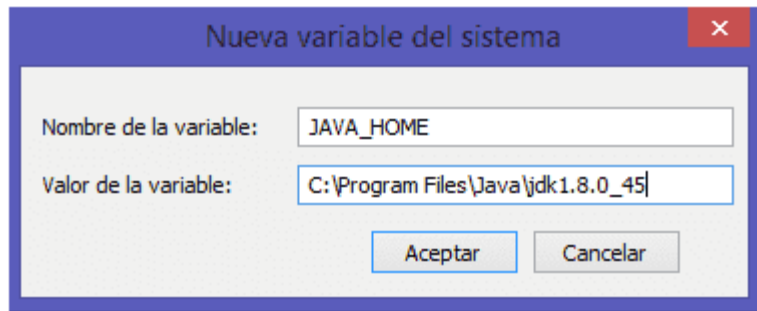 Nueva variable del sistema
Nombre de la variable: JAVA_HOME
Valor de la variable: C:\Program Files\Java\jdk1.8.0_45
Aceptar Cancelar